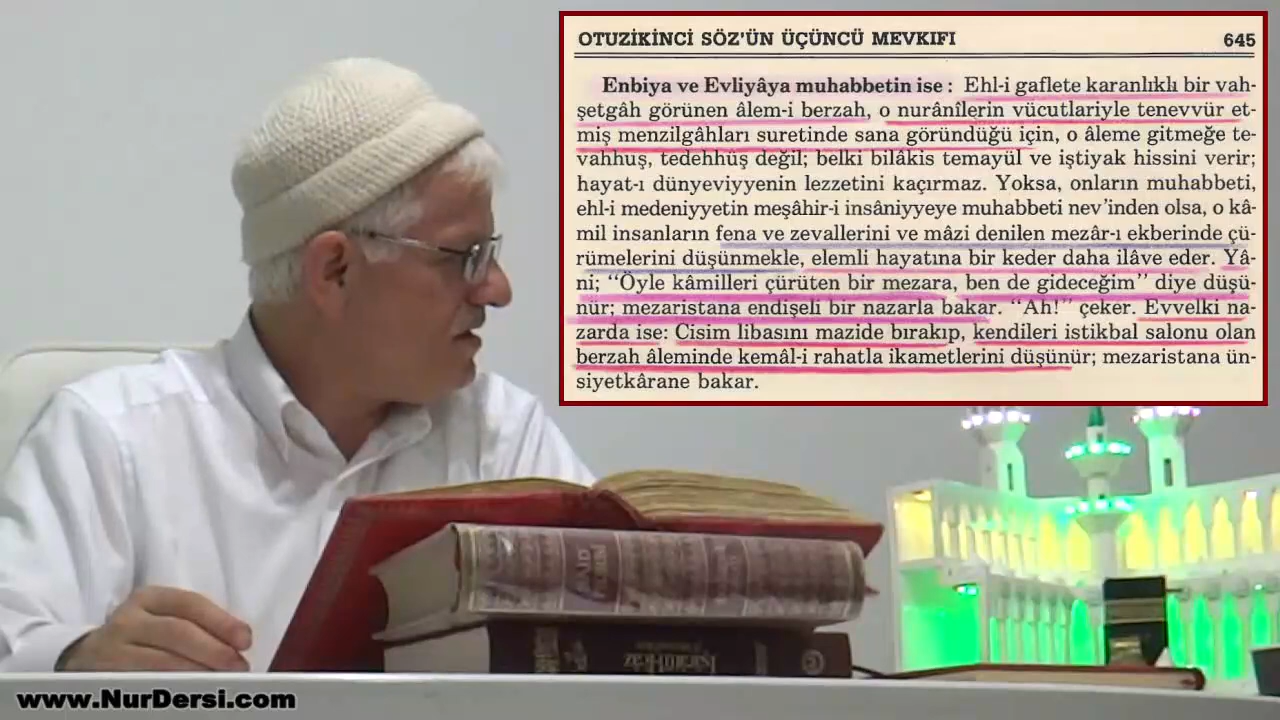 OTUZİKİNCİ SÖZ'ÜN ÜÇÜNCÜ MEVKIFI 645
Enbiya ve Evliyâya muhabbetin ise : Ehl-i gaflete karanlıklı bir vah-
şetgâh görünen âlem-i berzah, o nurânîlerin vücutlariyle tenevvür et-
miş menzilgâhları suretinde sana göründüğü için, o âleme gitmeğe te-
vahhuş, tedehhüş değil; belki bilâkis temayül ve iştiyak hissini verir;
hayat-ı dünyeviyyenin lezzetini kaçırmaz. Yoksa, onların muhabbeti,
ehl-i medeniyyetin meşâhir-i insâniyyeye muhabbeti nev'inden olsa, o kâ-
mil insanların fena ve zevallerini ve mâzi denilen mezâr-ı ekberinde çü-
rümelerini düşünmekle, elemli hayatına bir keder daha ilâve eder. Yâ-
ni; "Öyle kâmilleri çürüten bir mezara, ben de gideceğim" diye düşü-
nür; mezaristana endişeli bir nazarla bakar. "Ah!" çeker. Evvelki na-
zarda ise: Cisim libasını mazide bırakıp, kendileri istikbal salonu olan
berzah âleminde kemâl-i rahatla ikametlerini düşünür; mezaristana ün-
siyetkârane bakar.
www.NurDersi.com